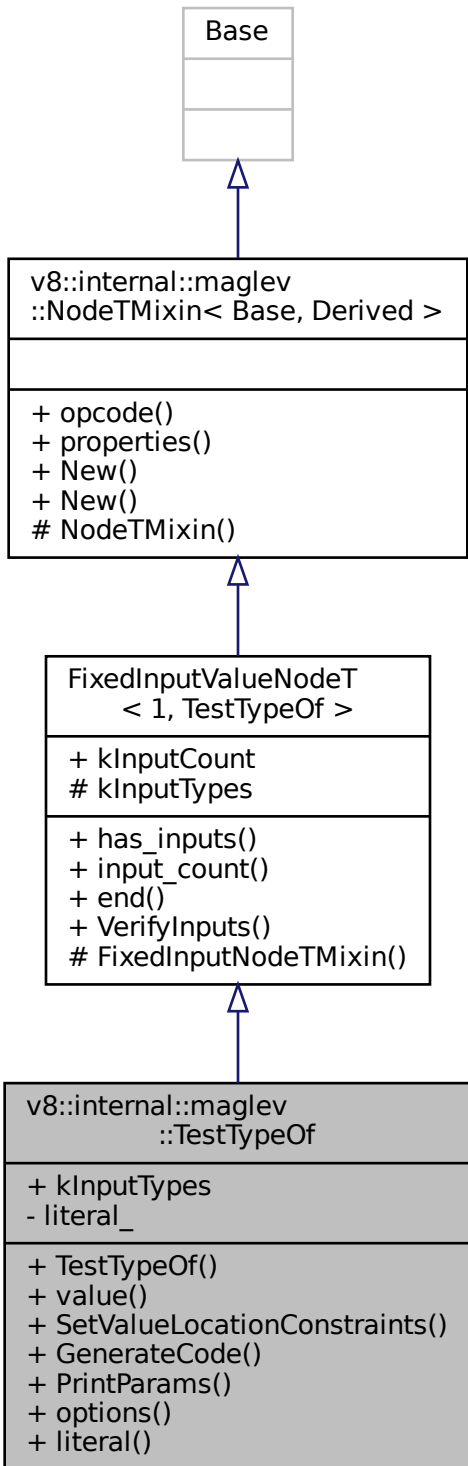 Base
v8::internal::maglev
::NodeTMixin< Base, Derived >
+ opcode()
+ properties()
+ New()
+ New()
# NodeTMixin()
FixedInputValueNodeT
< 1, TestTypeOf >
+ kInputCount
# kInputTypes
+ has_inputs()
+ input_count()
+ end()
+ VerifyInputs()
# FixedInputNodeTMixin()
v8::internal::maglev
::TestTypeOf
+ kInputTypes
- literal_
+ TestTypeOf()
+ value()
+ SetValueLocationConstraints()
+ GenerateCode()
+ PrintParams()
+ options()
+ literal()